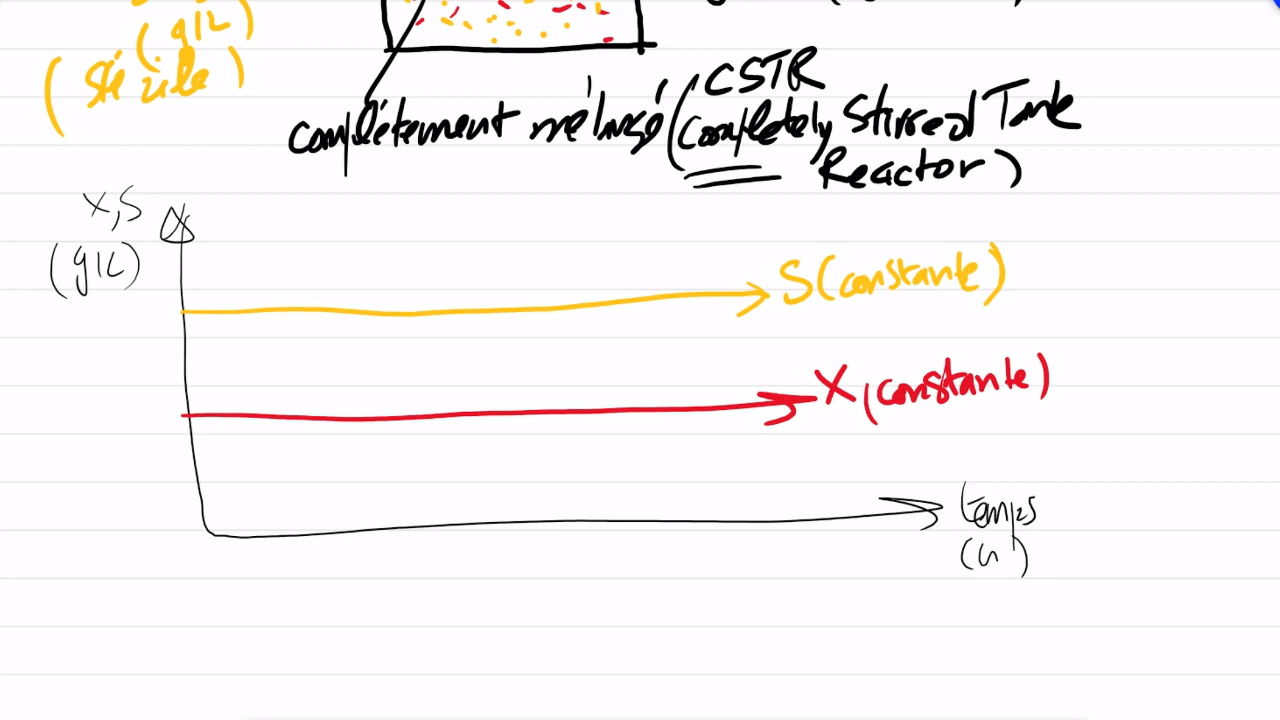 (g/L)
(Stérile)
CSTR
complètement mélangé (Completely Stirred Tank
Reactor)
X,S
(g/L)
S (constante)
X (constante)
temps
(h)